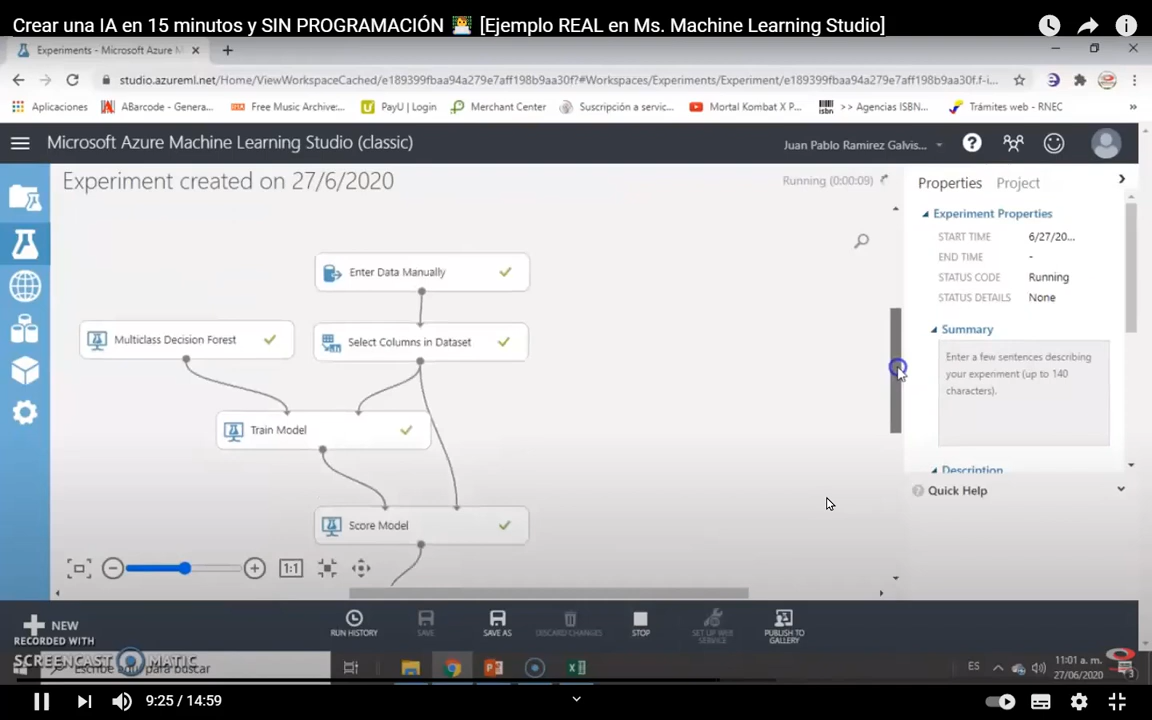 Crear una IA en 15 minutos y SIN PROGRAMACIÓN 👨‍💻 [Ejemplo REAL en Ms. Machine Learning Studio]
Experiments - Microsoft Azure M
studio.azureml.net/Home/ViewWorkspaceCached/e189399fbaa94a279e7aff198b9aa30f?#Workspaces/Experiments/Experiment/e189399fbaa94a279e7aff198b9aa30f.f-i...
Aplicaciones ABarcode - Genera... Free Music Archive:... PayU | Login Merchant Center Suscripción a servic... Mortal Kombat X P... >> Agencias ISBN... Trámites web - RNEC »
Microsoft Azure Machine Learning Studio (classic)
Juan Pablo Ramirez Galvis...
Experiment created on 27/6/2020
Running (0:00:09)
Enter Data Manually
Multiclass Decision Forest
Select Columns in Dataset
Train Model
Score Model
1:1
Properties Project
Experiment Properties
START TIME 6/27/20...
END TIME -
STATUS CODE Running
STATUS DETAILS None
Summary
Enter a few sentences describing
your experiment (up to 140
characters).
Description
Quick Help
NEW
RUN HISTORY
SAVE
SAVE AS
DISCARD CHANGES
STOP
SET UP WEB
SERVICE
PUBLISH TO
GALLERY
RECORDED WITH
SCREENCAST MATIC
Escribe aquí para buscar
ES
11:01 a. m.
27/06/2020
3
9:25 / 14:59